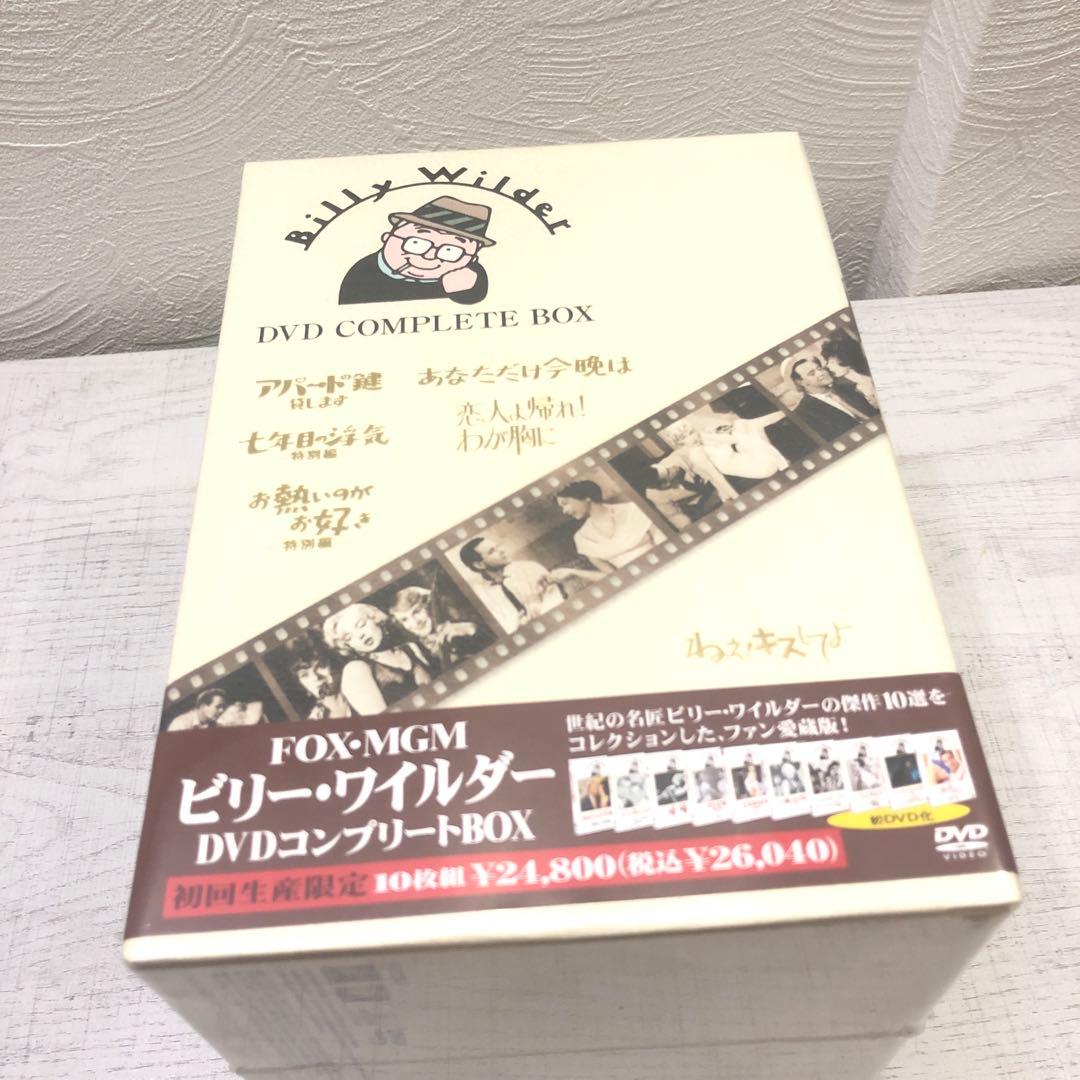 Billy Wilder
DVD COMPLETE BOX
アパートの鍵
貸します
七年目の浮気
特別編
お熱いのが
お好き
特別編
あなただけ今晩は
恋人よ帰れ!
わが胸に
ねえ!キスしてよ
FOX・MGM
ビリー・ワイルダー
DVDコンプリートBOX
世紀の名匠ビリー・ワイルダーの傑作10選を
コレクションした、ファン愛蔵版!
初DVD化
DVD
VIDEO
初回生産限定 10枚組 ¥24,800(税込¥26,040)